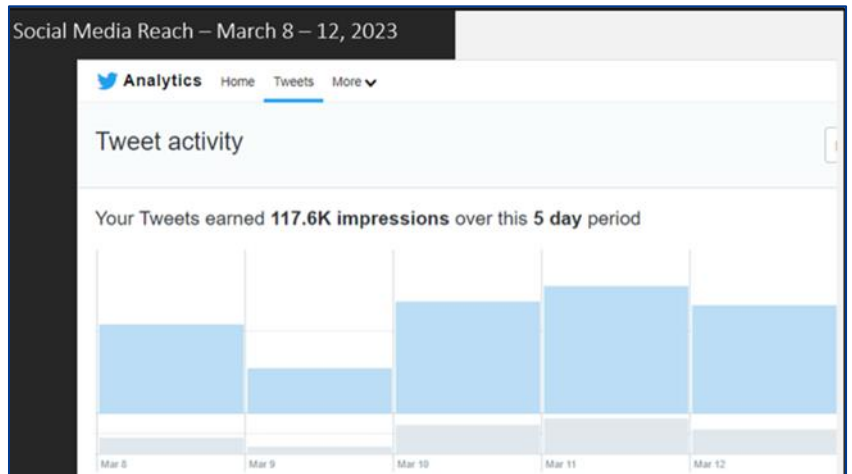 Social Media Reach – March 8 – 12, 2023
Analytics Home Tweets More
Tweet activity
Your Tweets earned 117.6K impressions over this 5 day period
Mar 8 Mar 9 Mar 10 Mar 11 Mar 12